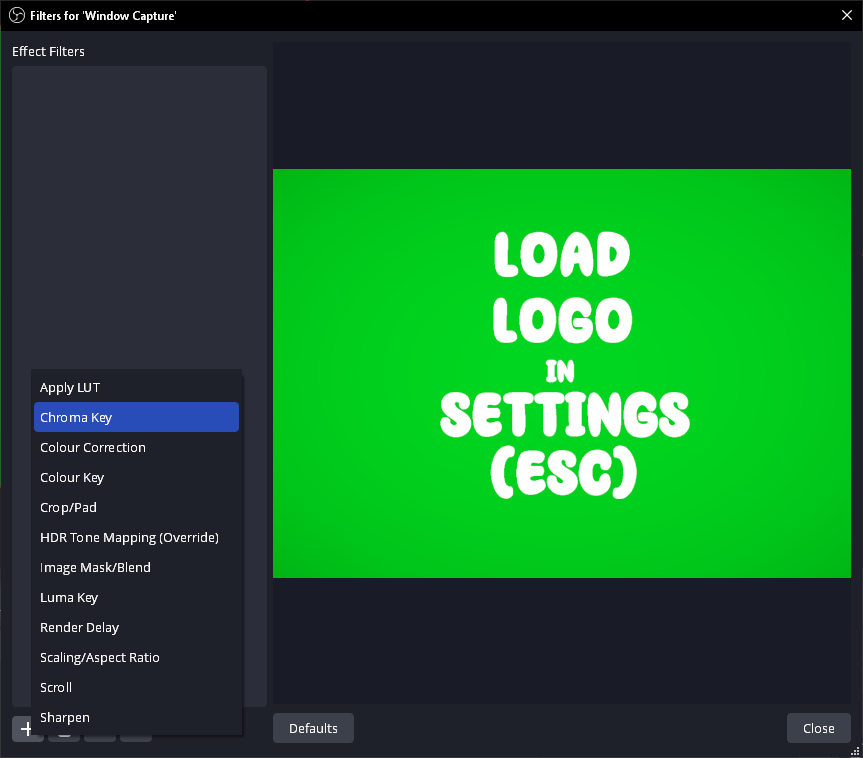 Filters for 'Window Capture'
Effect Filters
LOAD
LOGO
IN
SETTINGS
(ESC)
Apply LUT
Chroma Key
Colour Correction
Colour Key
Crop/Pad
HDR Tone Mapping (Override)
Image Mask/Blend
Luma Key
Render Delay
Scaling/Aspect Ratio
Scroll
Sharpen
Defaults
Close